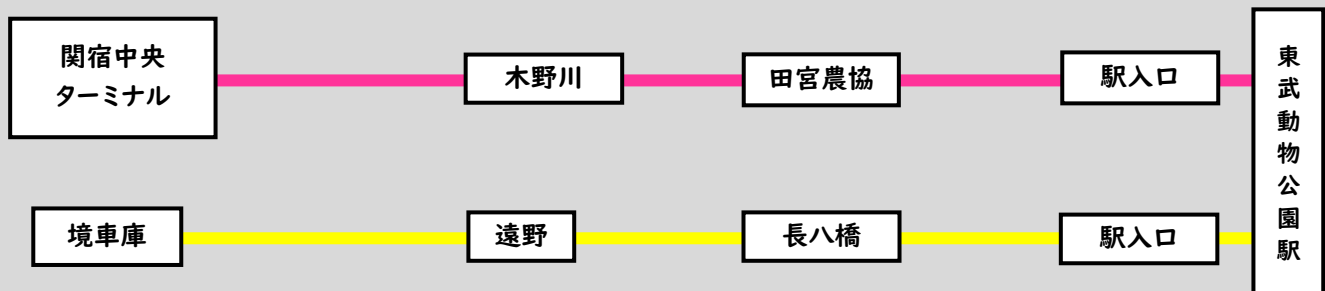 関宿中央
ターミナル
木野川
田宮農協
駅入口
東武動物公園駅
境車庫
遠野
長八橋
駅入口